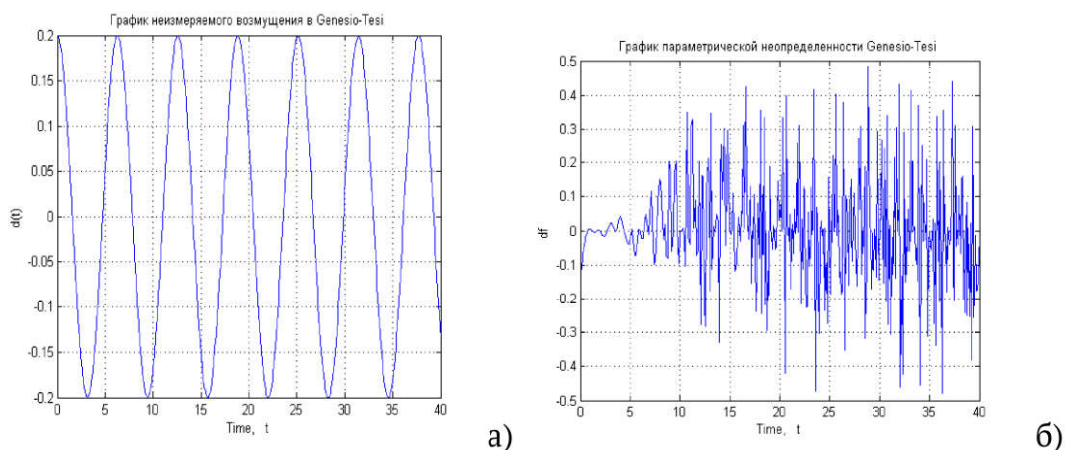 График неизмеряемого возмущения в Genesio-Tesi
0.2
0.15
0.1
0.05
0
-0.05
-0.1
-0.15
-0.2
d(t)
0 5 10 15 20 25 30 35 40
Time, t
а)
График параметрической неопределенности Genesio-Tesi
0.5
0.4
0.3
0.2
0.1
0
-0.1
-0.2
-0.3
-0.4
-0.5
df
0 5 10 15 20 25 30 35 40
Time, t
б)